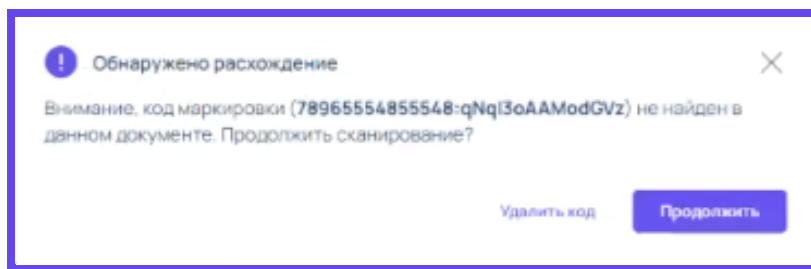 Обнаружено расхождение
Внимание, код маркировки (78965554855548:qNqI3oAAModGVz) не найден в
данном документе. Продолжить сканирование?
Удалить код
Продолжить